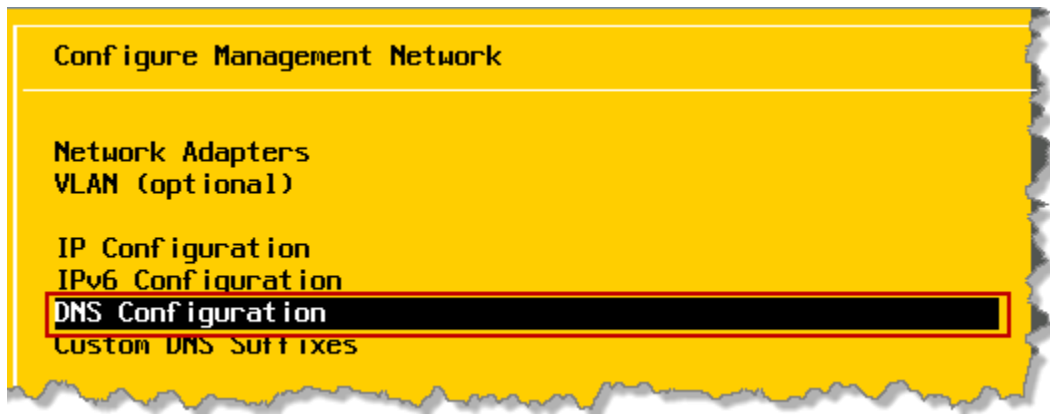 Configure Management Network
Network Adapters
VLAN (optional)
IP Configuration
IPv6 Configuration
DNS Configuration
Custom DNS Suffixes